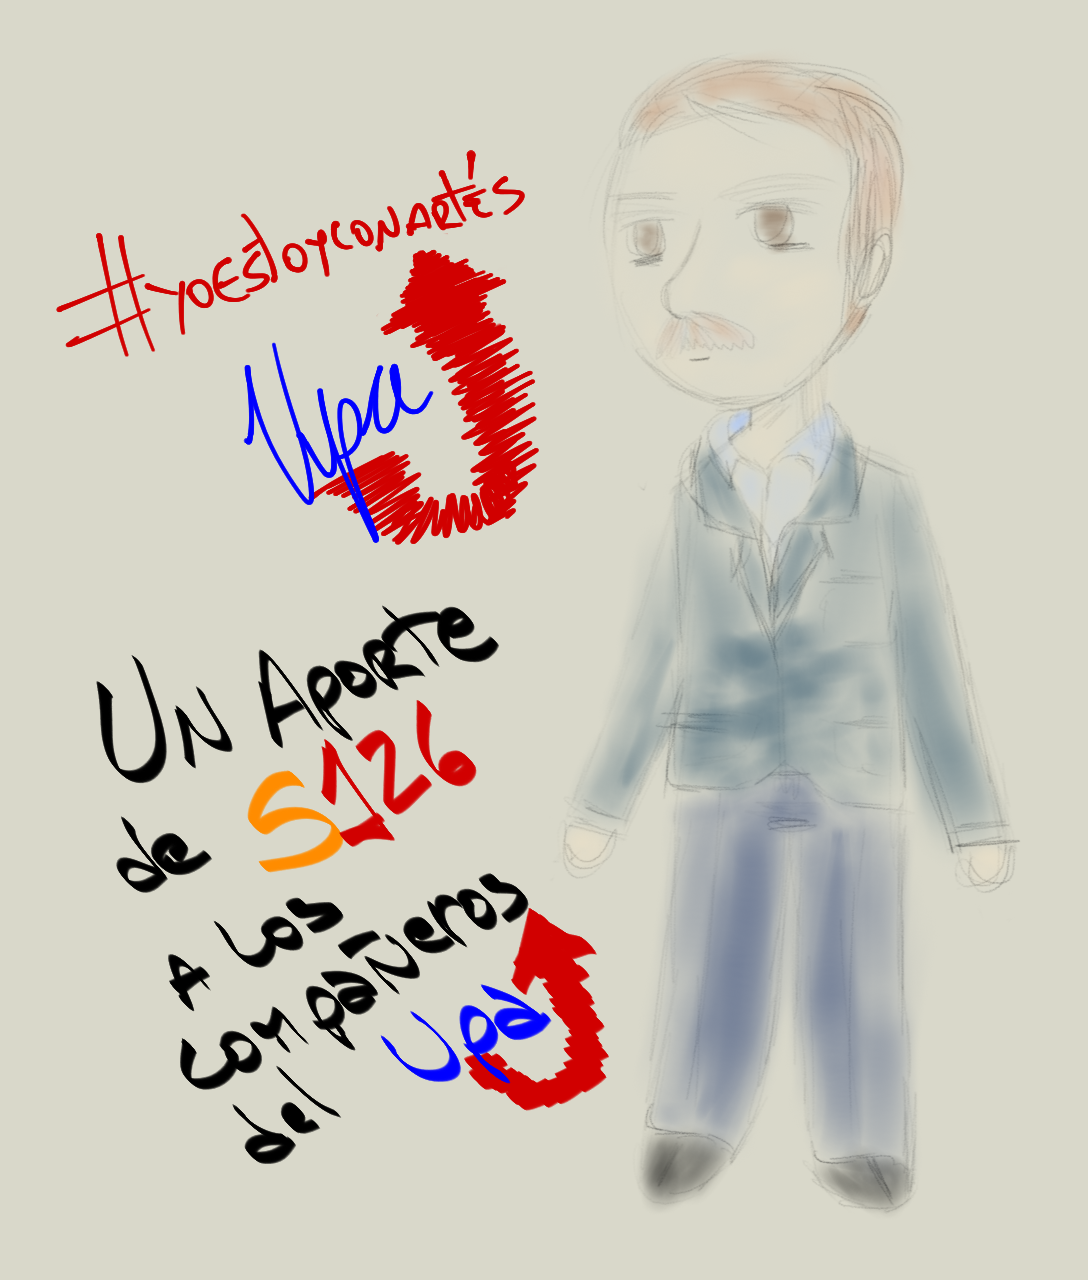 #yoestoyconartés
Upa
Un Aporte
de S126
A los
compañeros
del Upa